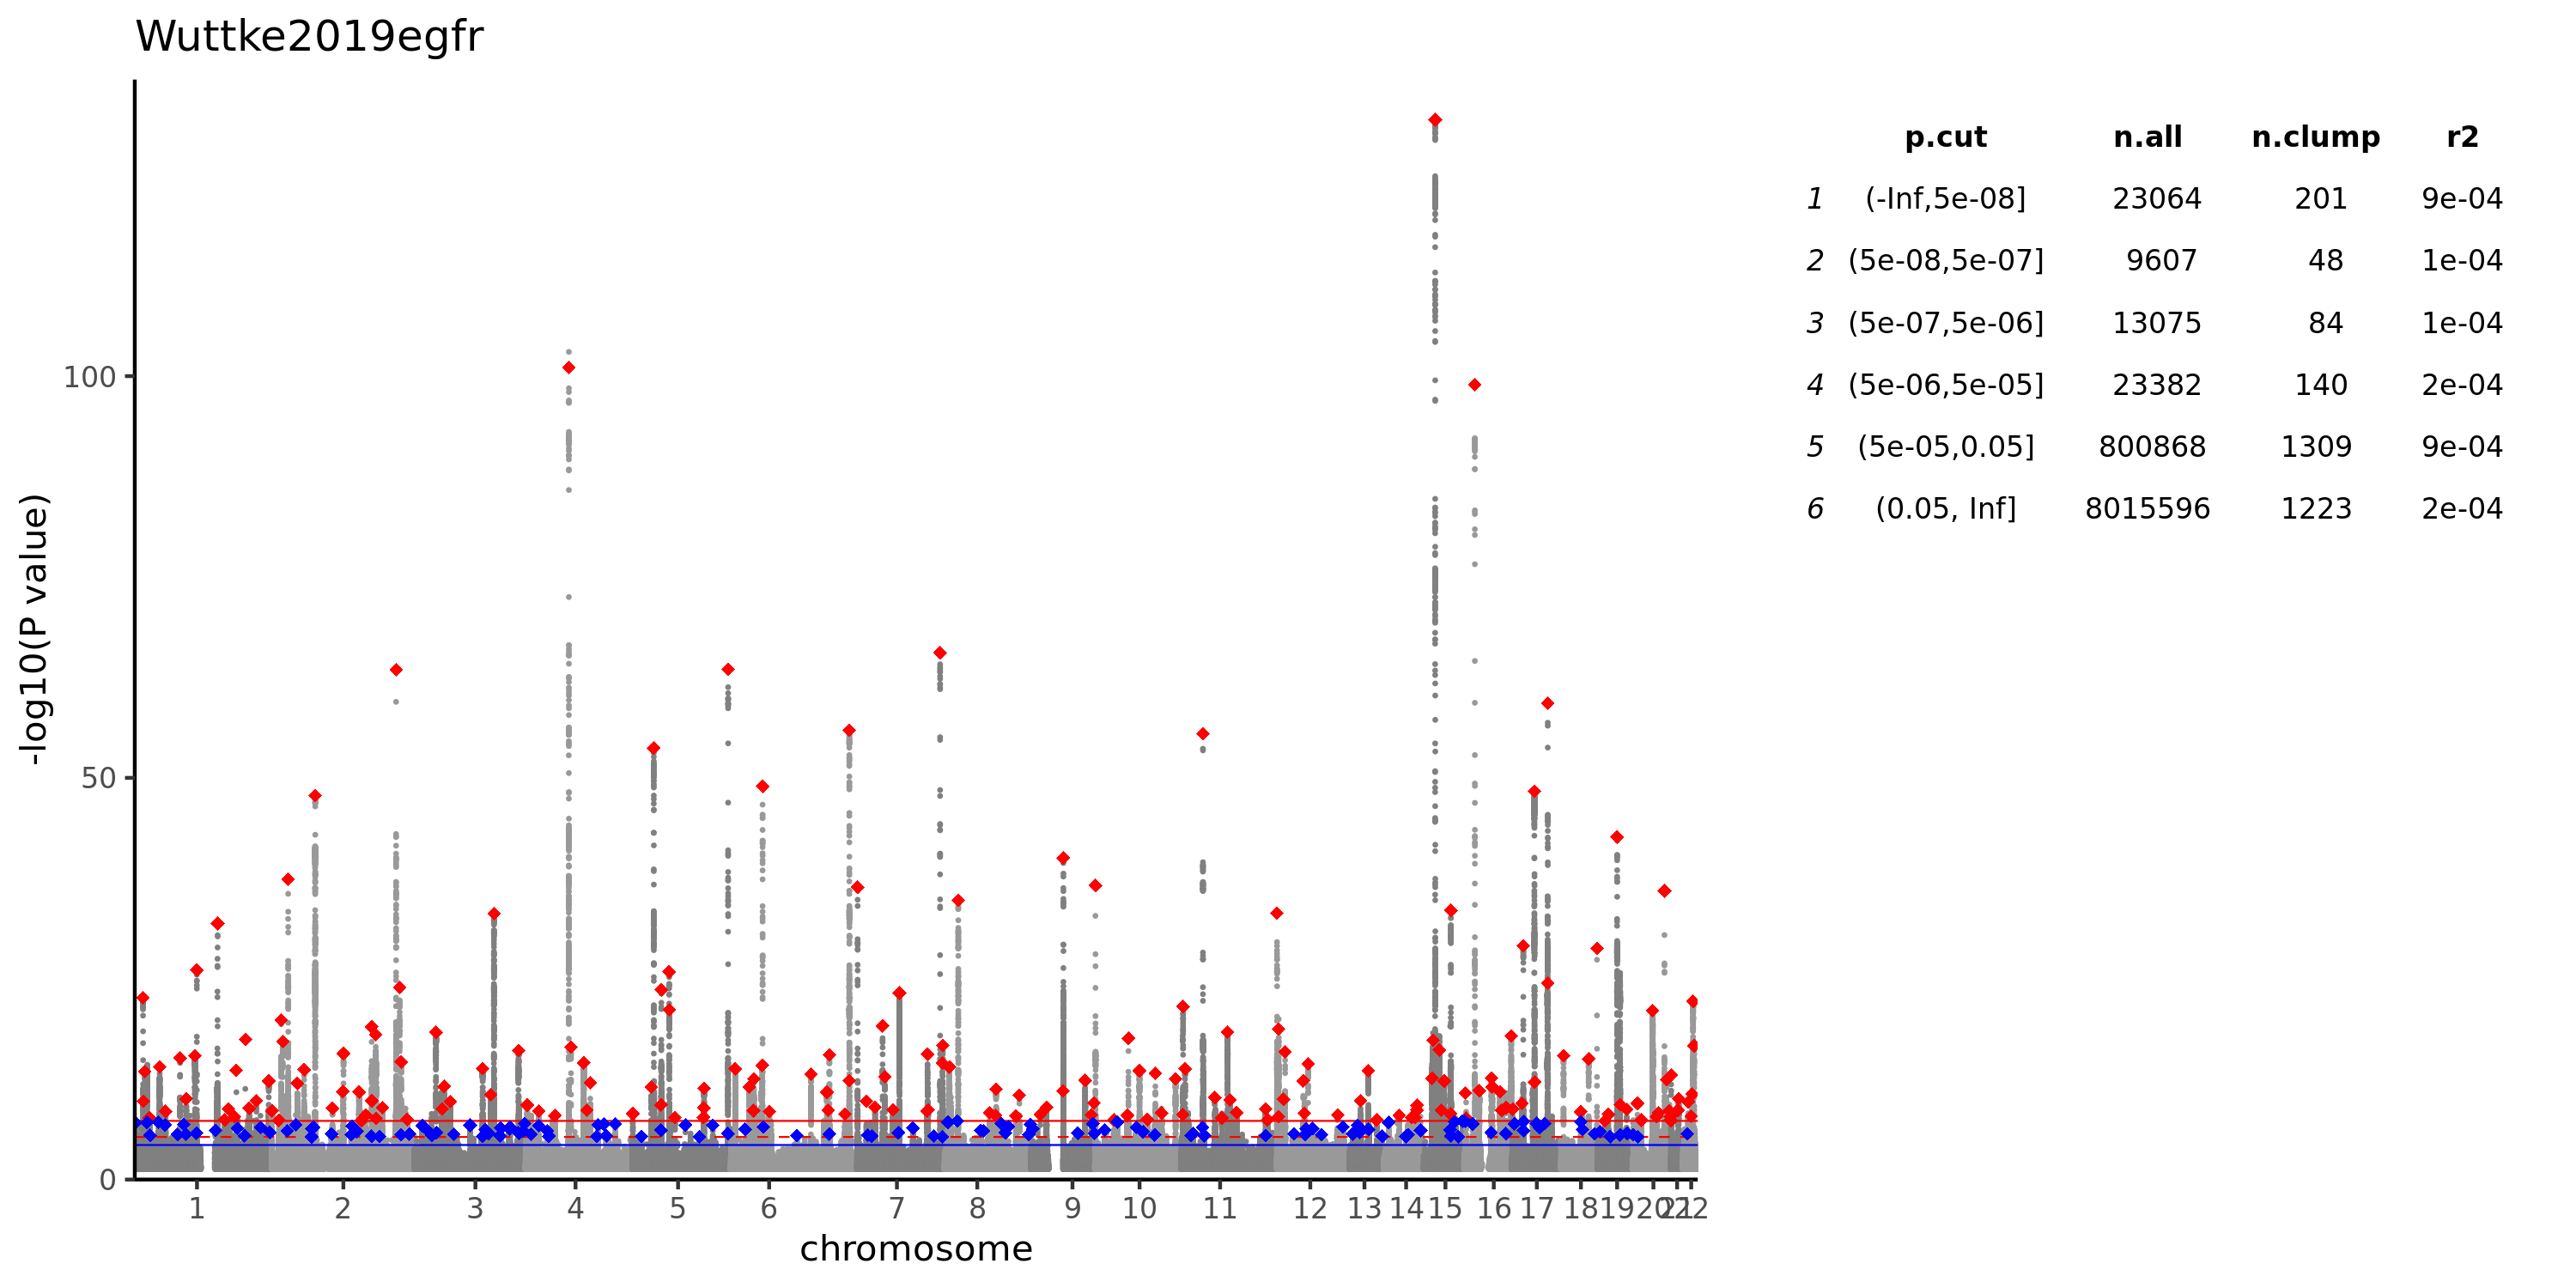 Wuttke2019egfr
p.cut n.all n.clump r2
1 (-Inf,5e-08] 23064 201 9e-04
2 (5e-08,5e-07] 9607 48 1e-04
3 (5e-07,5e-06] 13075 84 1e-04
4 (5e-06,5e-05] 23382 140 2e-04
5 (5e-05,0.05] 800868 1309 9e-04
6 (0.05, Inf] 8015596 1223 2e-04
-log10(P value)
100
50
0
1 2 3 4 5 6 7 8 9 10 11 12 13 14 15 16 17 18 19 20 21 22
chromosome